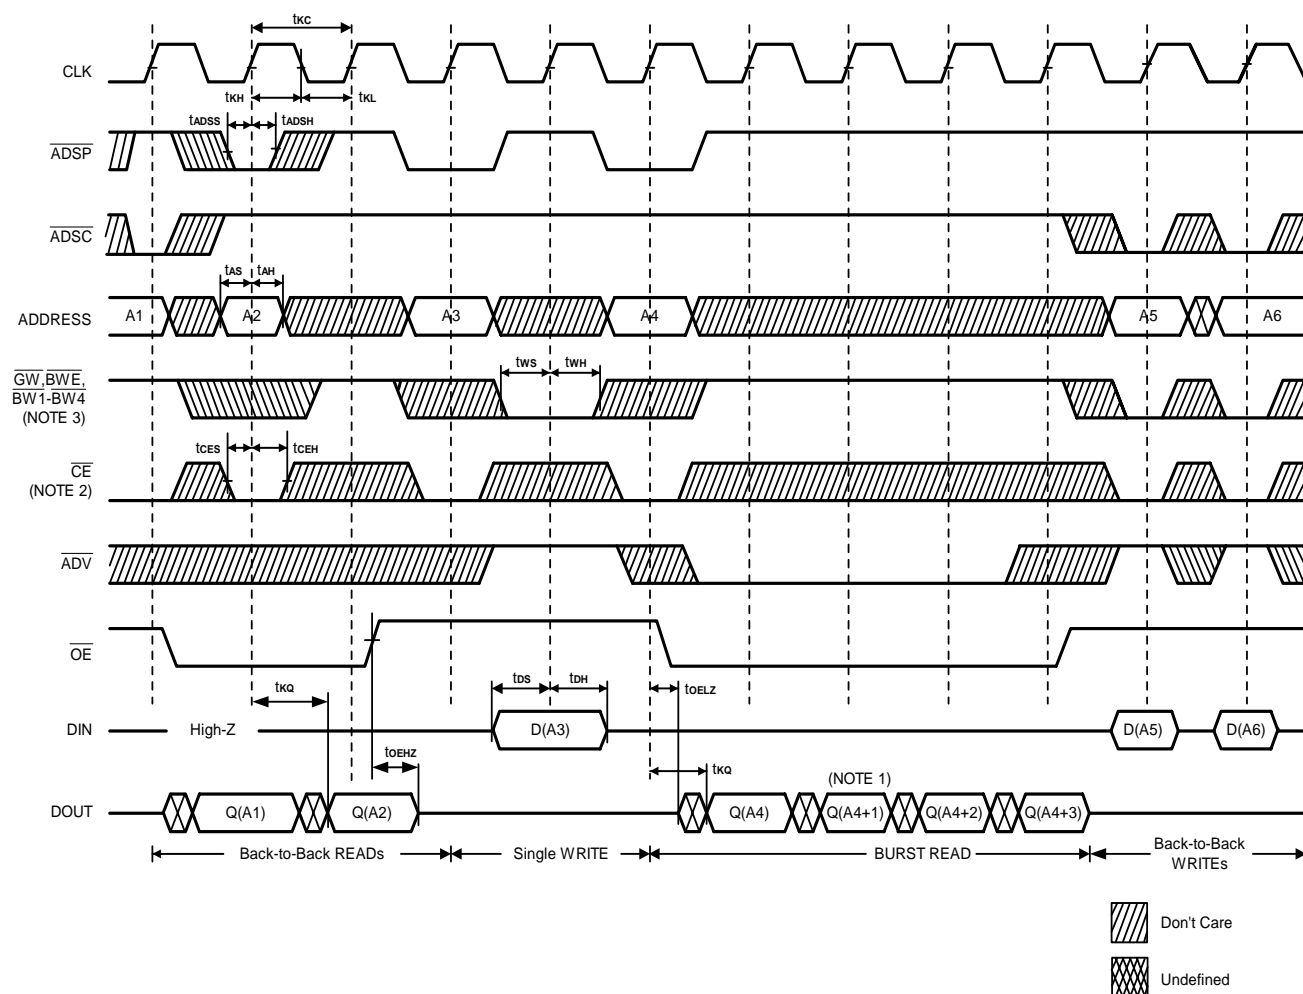 tKC
CLK
tKH
tKL
tADSS
tADSH
ADSP
ADSC
tAS
tAH
ADDRESS
A1
A2
A3
A4
A5
A6
GW,BWE,
BW1-BW4
(NOTE 3)
tWS
tWH
tCES
tCEH
CE
(NOTE 2)
ADV
OE
tKQ
tDS
tDH
tOELZ
DIN
High-Z
D(A3)
D(A5)
D(A6)
tOEHZ
tKQ
(NOTE 1)
DOUT
Q(A1)
Q(A2)
Q(A4)
Q(A4+1)
Q(A4+2)
Q(A4+3)
Back-to-Back READs
Single WRITE
BURST READ
Back-to-Back
WRITEs
Don't Care
Undefined